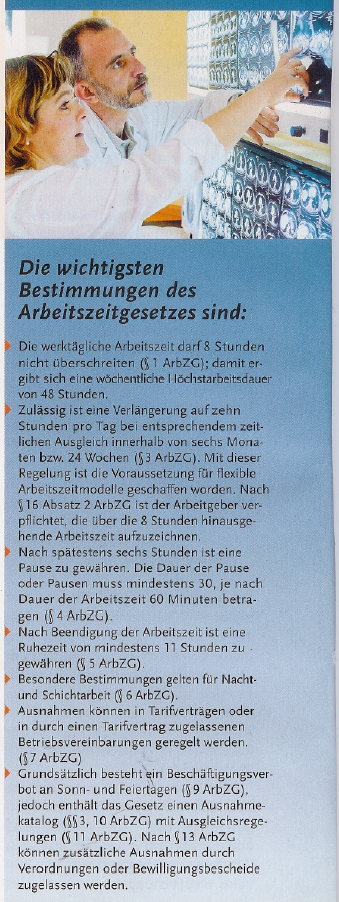 Die wichtigsten
Bestimmungen des
Arbeitszeitgesetzes sind:
Die werktägliche Arbeitszeit darf 8 Stunden
nicht überschreiten (§ 1 ArbZG); damit er-
gibt sich eine wöchentliche Höchstarbeitsdauer
von 48 Stunden.
Zulässig ist eine Verlängerung auf zehn
Stunden pro Tag bei entsprechendem zeit-
lichen Ausgleich innerhalb von sechs Mona-
ten bzw. 24 Wochen (§ 3 ArbZG). Mit dieser
Regelung ist die Voraussetzung für flexible
Arbeitszeitmodelle geschaffen worden. Nach
§ 16 Absatz 2 ArbZG ist der Arbeitgeber ver-
pflichtet, die über die 8 Stunden hinausge-
hende Arbeitszeit aufzuzeichnen.
Nach spätestens sechs Stunden ist eine
Pause zu gewähren. Die Dauer der Pause
oder Pausen muss mindestens 30, je nach
Dauer der Arbeitszeit 60 Minuten betra-
gen (§ 4 ArbZG).
Nach Beendigung der Arbeitszeit ist eine
Ruhezeit von mindestens 11 Stunden zu
gewähren (§ 5 ArbZG).
Besondere Bestimmungen gelten für Nacht-
und Schichtarbeit (§ 6 ArbZG).
Ausnahmen können in Tarifverträgen oder
in durch einen Tarifvertrag zugelassenen
Betriebsvereinbarungen geregelt werden.
(§ 7 ArbZG)
Grundsätzlich besteht ein Beschäftigungsver-
bot an Sonn- und Feiertagen (§ 9 ArbZG),
jedoch enthält das Gesetz einen Ausnahme-
katalog (§§ 3, 10 ArbZG) mit Ausgleichsrege-
lungen (§ 11 ArbZG). Nach § 13 ArbZG
können zusätzliche Ausnahmen durch
Verordnungen oder Bewilligungsbescheide
zugelassen werden.